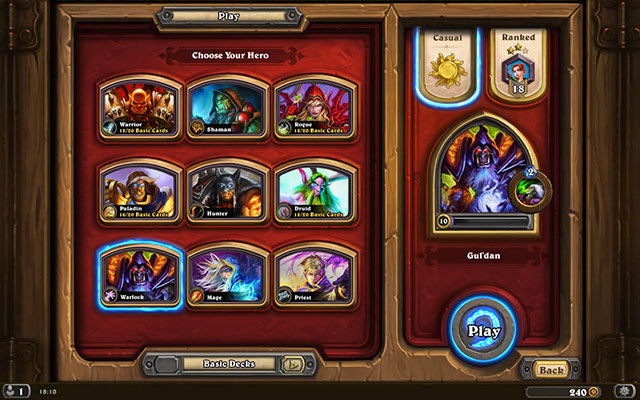 Play
Choose Your Hero
Casual
Ranked
18
Warrior
18/20 Basic Cards
Shaman
Rogue
18/20 Basic Cards
Paladin
16/20 Basic Cards
Hunter
Druid
18/20 Basic Cards
Warlock
Mage
Priest
2
10
Gul'dan
Play
Basic Decks
Back
1
18:10
240